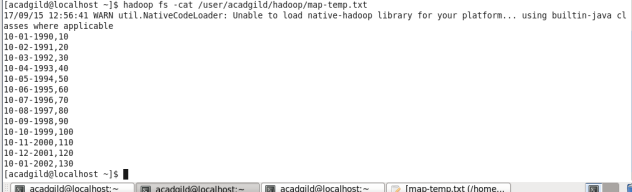 [acadgild@localhost ~]$ hadoop fs -cat /user/acadgild/hadoop/map-temp.txt
17/09/15 12:56:41 WARN util.NativeCodeLoader: Unable to load native-hadoop library for your platform... using builtin-java cl
asses where applicable
10-01-1990,10
10-02-1991,20
10-03-1992,30
10-04-1993,40
10-05-1994,50
10-06-1995,60
10-07-1996,70
10-08-1997,80
10-09-1998,90
10-10-1999,100
10-11-2000,110
10-12-2001,120
10-01-2002,130
[acadgild@localhost ~]$
acadgild@localhost:~ acadgild@localhost:~ acadgild@localhost:~ [map-temp.txt (/home...